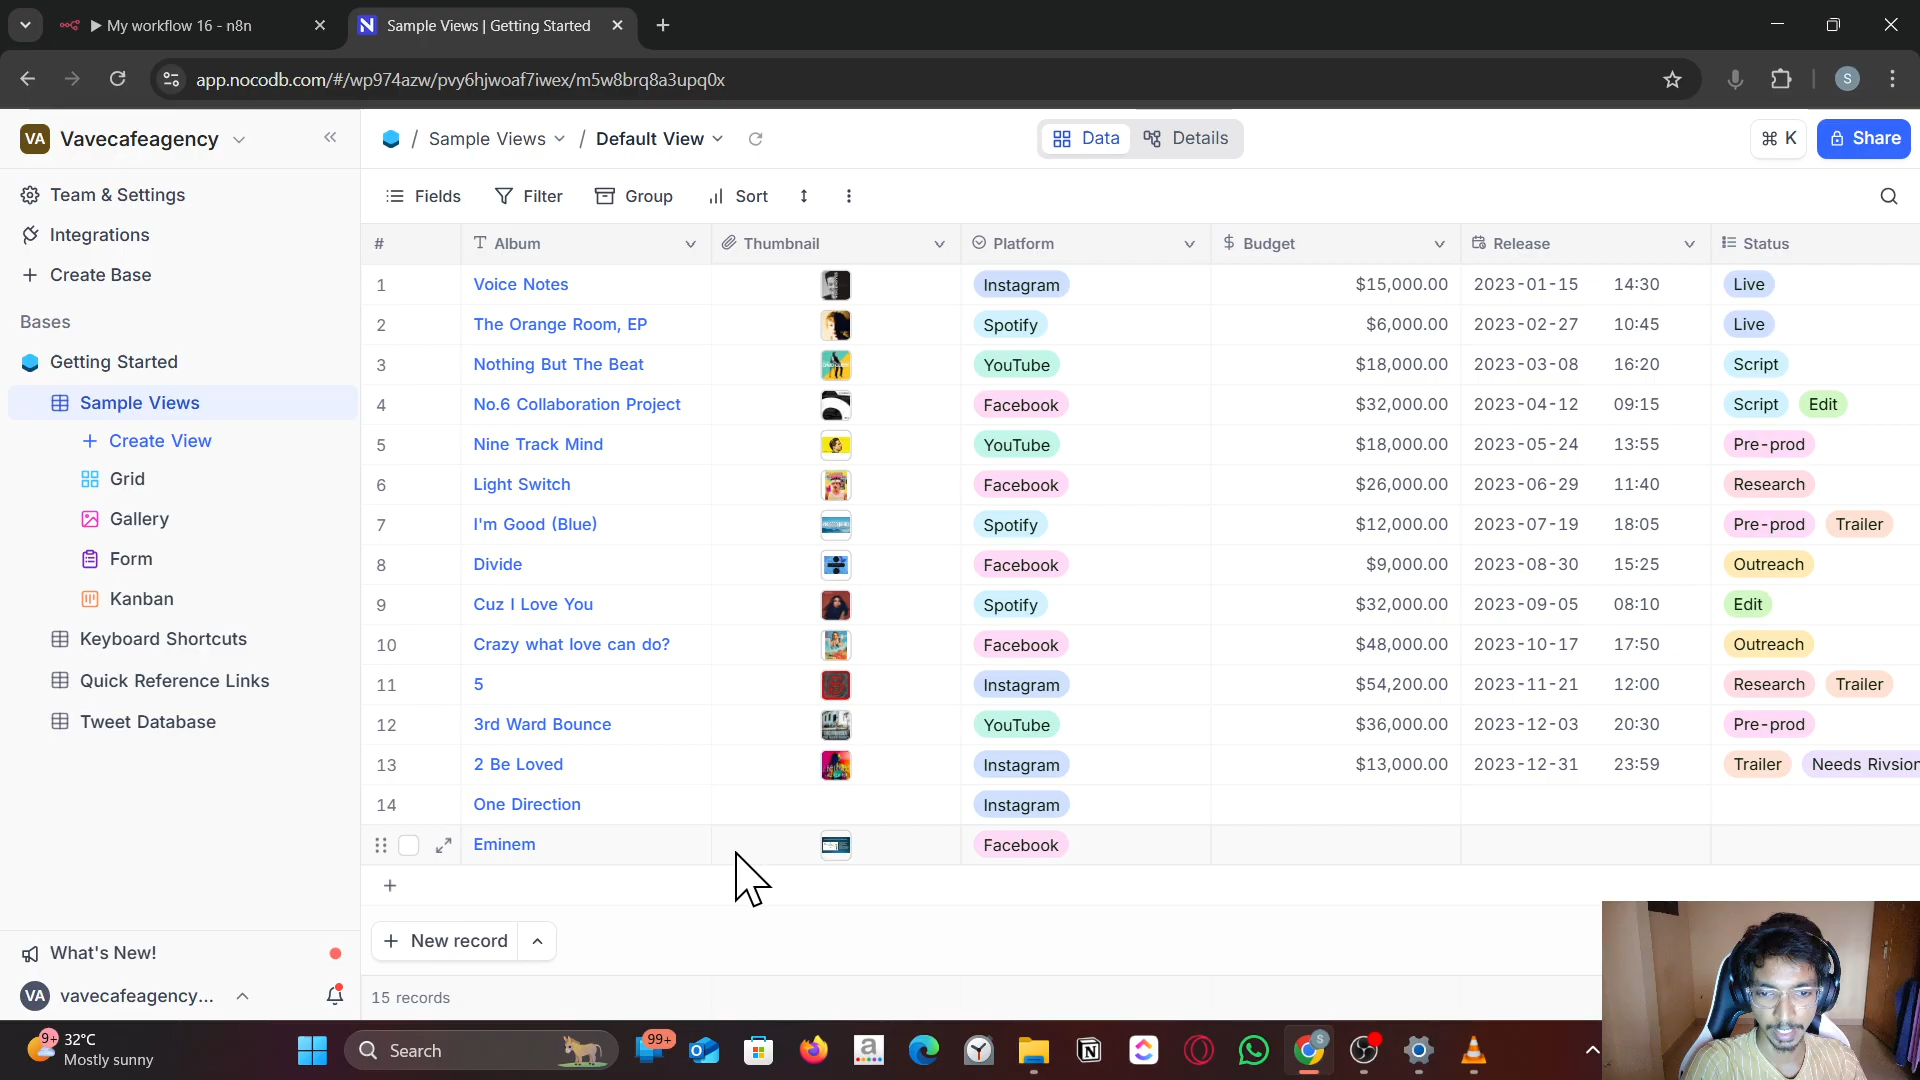 My workflow 16 - n8n
Sample Views | Getting Started
app.nocodb.com/#/wp974azw/pvy6hjwoaf7iwex/m5w8brq8a3upq0x
S
VA Vavecafeagency
/ Sample Views / Default View
Data Details
⌘ K Share
Team & Settings
Integrations
Create Base
Bases
Getting Started
Sample Views
Create View
Grid
Gallery
Form
Kanban
Keyboard Shortcuts
Quick Reference Links
Tweet Database
What's New!
VA vavecafeagency...
Fields Filter Group Sort
# Album Thumbnail Platform Budget Release Status
1 Voice Notes Instagram $15,000.00 2023-01-15 14:30 Live
2 The Orange Room, EP Spotify $6,000.00 2023-02-27 10:45 Live
3 Nothing But The Beat YouTube $18,000.00 2023-03-08 16:20 Script
4 No.6 Collaboration Project Facebook $32,000.00 2023-04-12 09:15 Script Edit
5 Nine Track Mind YouTube $18,000.00 2023-05-24 13:55 Pre-prod
6 Light Switch Facebook $26,000.00 2023-06-29 11:40 Research
7 I'm Good (Blue) Spotify $12,000.00 2023-07-19 18:05 Pre-prod Trailer
8 Divide Facebook $9,000.00 2023-08-30 15:25 Outreach
9 Cuz I Love You Spotify $32,000.00 2023-09-05 08:10 Edit
10 Crazy what love can do? Facebook $48,000.00 2023-10-17 17:50 Outreach
11 5 Instagram $54,200.00 2023-11-21 12:00 Research Trailer
12 3rd Ward Bounce YouTube $36,000.00 2023-12-03 20:30 Pre-prod
13 2 Be Loved Instagram $13,000.00 2023-12-31 23:59 Trailer Needs Rivsion
14 One Direction Instagram
Eminem Facebook
New record
15 records
9+ 32°C
Mostly sunny
Search
99+